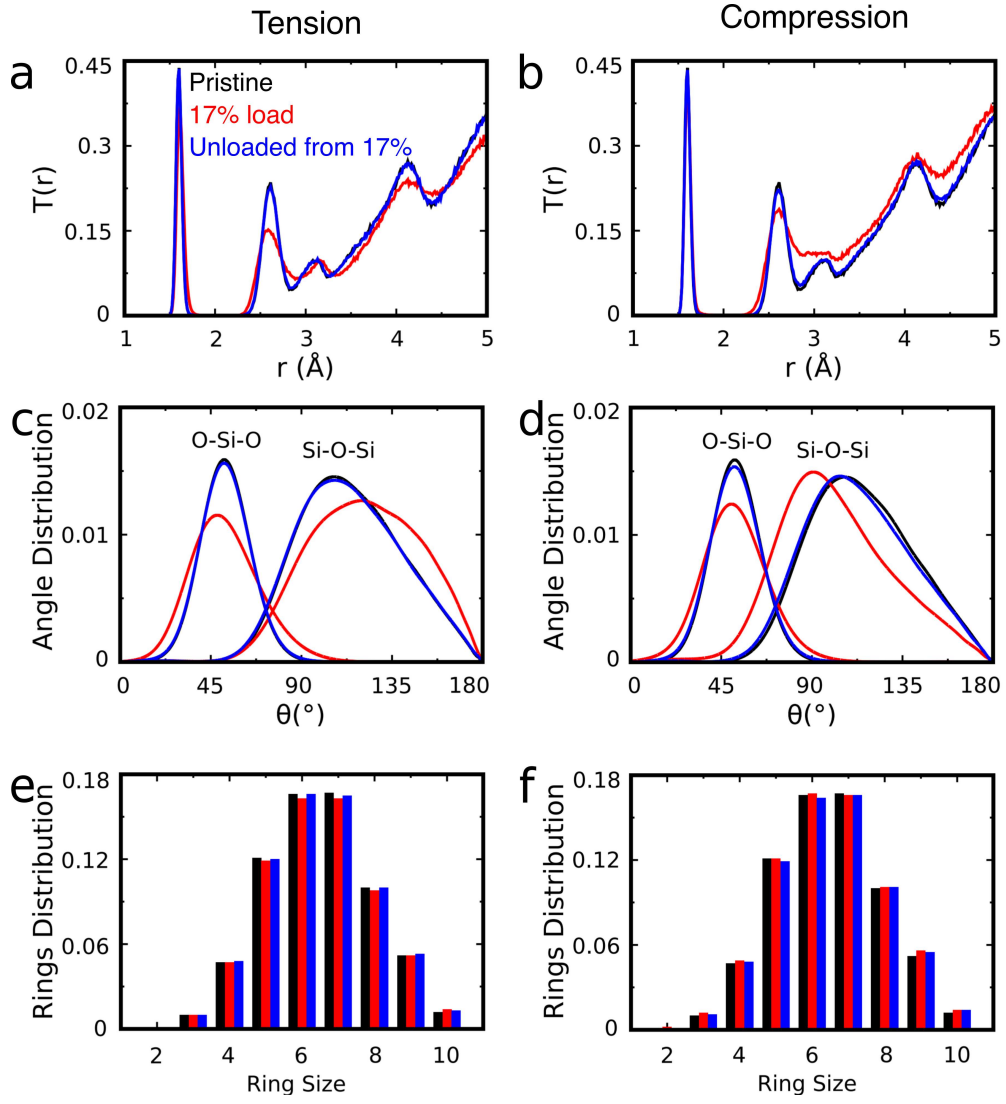 Tension
Compression
a
0.45
0.3
0.15
0
T(r)
Pristine
17% load
Unloaded from 17%
1 2 3 4 5
r (Å)
b
0.45
0.3
0.15
0
T(r)
1 2 3 4 5
r (Å)
c
0.02
0.01
0
Angle Distribution
O-Si-O
Si-O-Si
0 45 90 135 180
θ(°)
d
0.02
0.01
0
Angle Distribution
O-Si-O
Si-O-Si
0 45 90 135 180
θ(°)
e
0.18
0.12
0.06
0
Rings Distribution
2 4 6 8 10
Ring Size
f
0.18
0.12
0.06
0
Rings Distribution
2 4 6 8 10
Ring Size